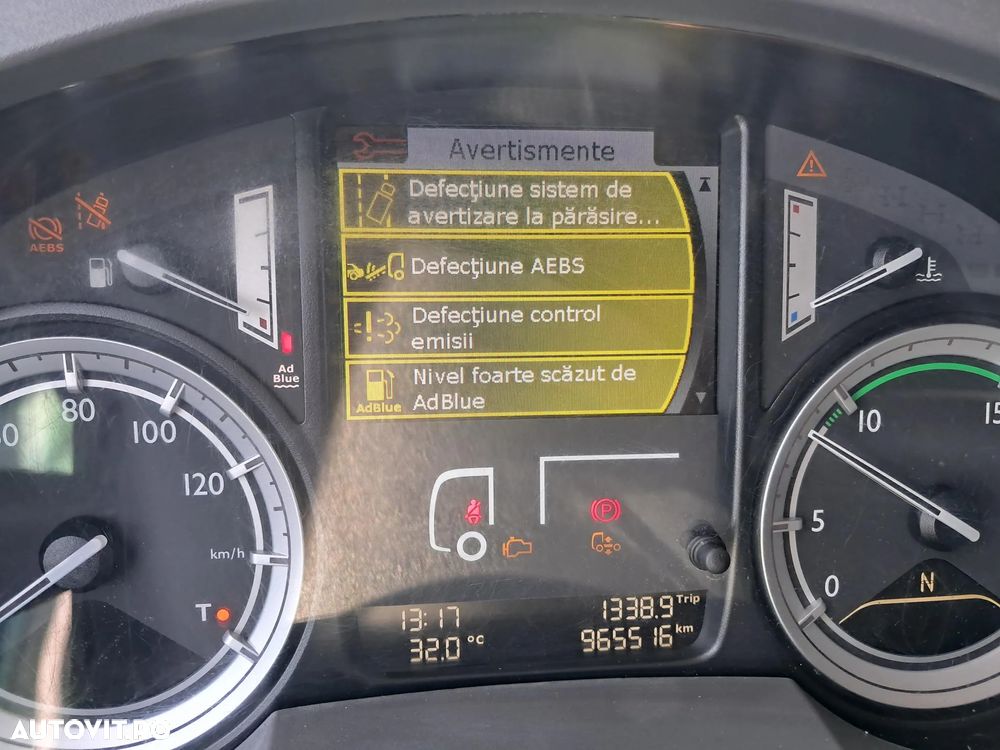 Avertismente
Defecţiune sistem de
avertizare la părăsire...
Defecţiune AEBS
Defecţiune control
emisii
AdBlue
Nivel foarte scăzut de
AdBlue
AEBS
Ad
Blue
80
100
120
km/h
T
P
10
15
5
0
N
13:17
32.0 °C
1338.9 Trip
965516 km
AUTOVIT.RO